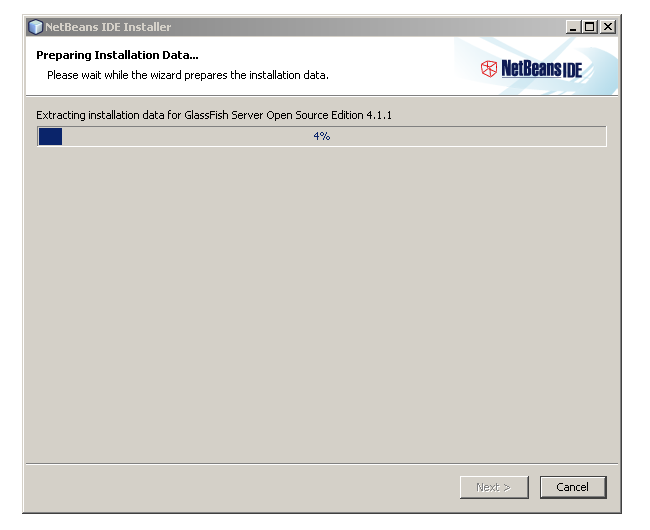 NetBeans IDE Installer
Preparing Installation Data...
Please wait while the wizard prepares the installation data.
NetBeans IDE
Extracting installation data for GlassFish Server Open Source Edition 4.1.1
4%
Next >
Cancel